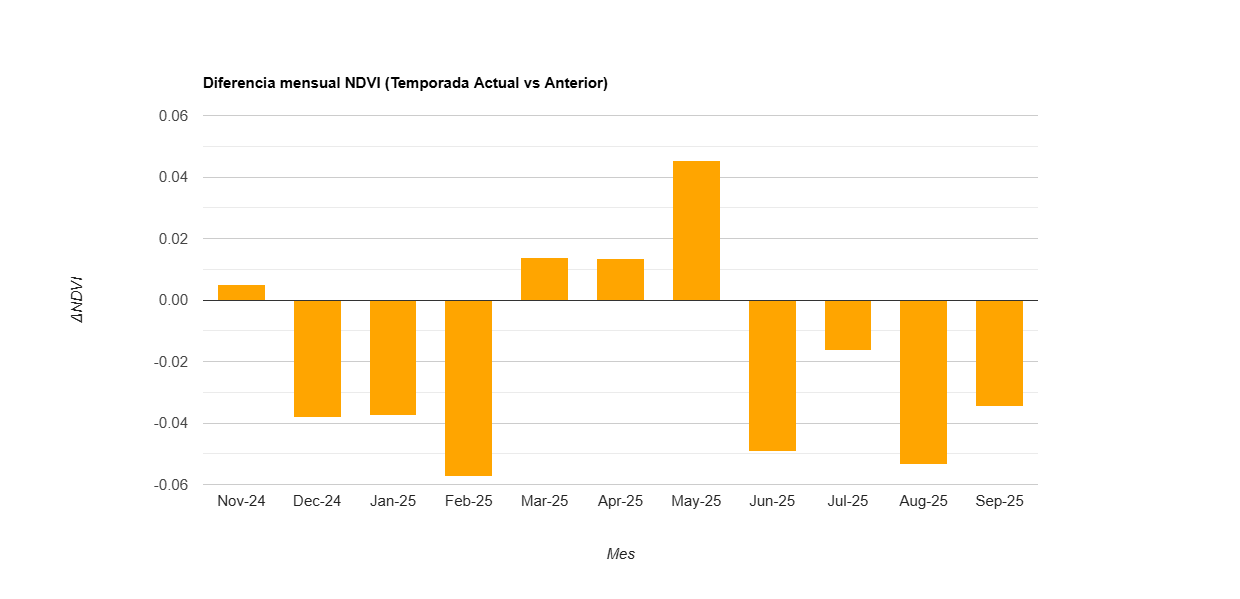 Diferencia mensual NDVI (Temporada Actual vs Anterior)
0.06
0.04
0.02
0.00
-0.02
-0.04
-0.06
ΔNDVI
Nov-24 Dec-24 Jan-25 Feb-25 Mar-25 Apr-25 May-25 Jun-25 Jul-25 Aug-25 Sep-25
Mes